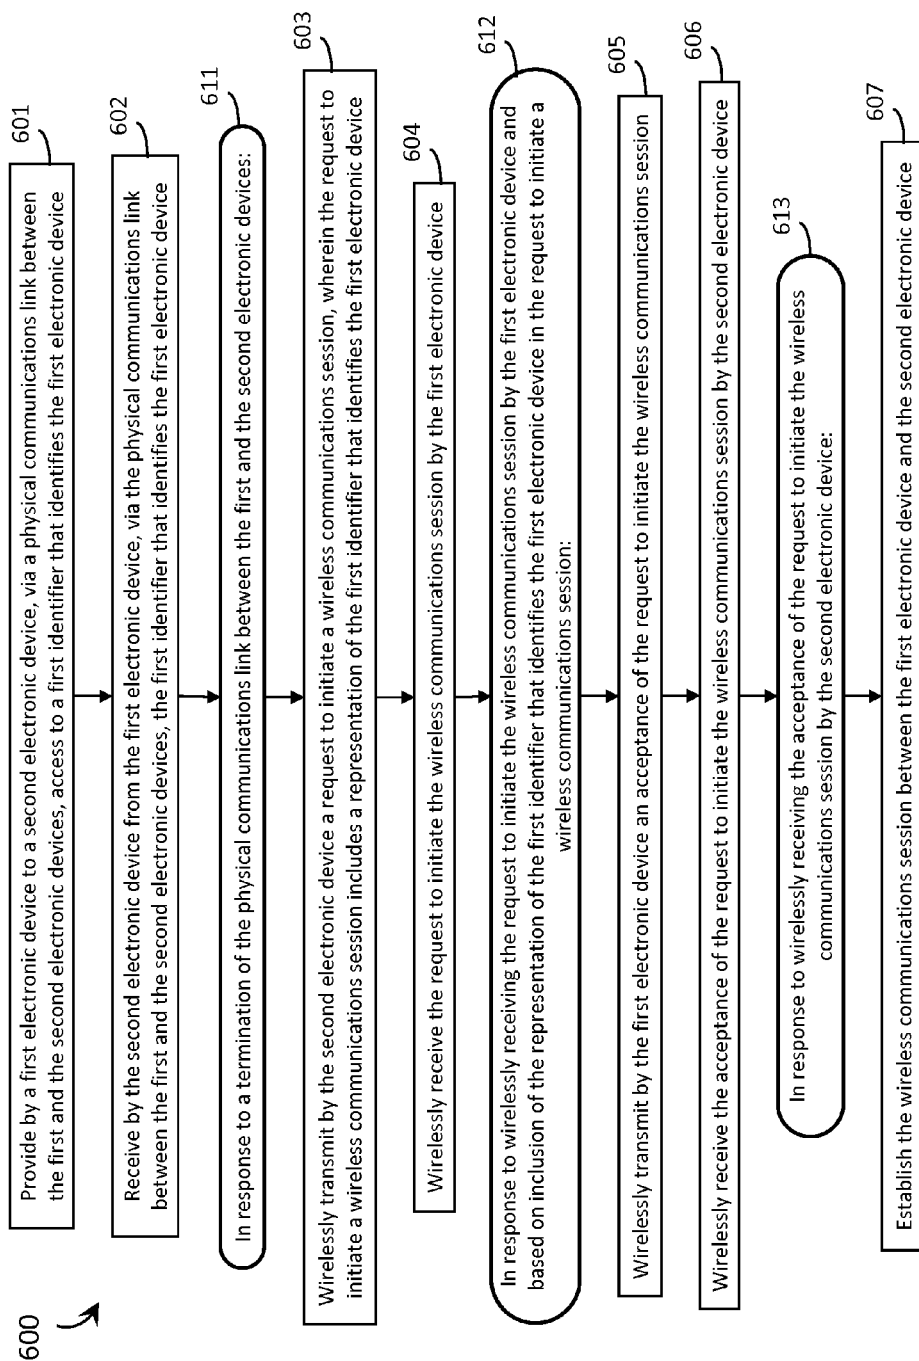 600
601
Provide by a first electronic device to a second electronic device, via a physical communications link between
the first and the second electronic devices, access to a first identifier that identifies the first electronic device
602
Receive by the second electronic device from the first electronic device, via the physical communications link
between the first and the second electronic devices, the first identifier that identifies the first electronic device
611
In response to a termination of the physical communications link between the first and the second electronic devices:
603
Wirelessly transmit by the second electronic device a request to initiate a wireless communications session, wherein the request to
initiate a wireless communications session includes a representation of the first identifier that identifies the first electronic device
604
Wirelessly receive the request to initiate the wireless communication session by the first electronic device
612
In response to wirelessly receiving the request to initiate the wireless communications session by the first electronic device and
based on inclusion of the representation of the first identifier that identifies the first electronic device in the request to initiate a
wireless communications session:
605
Wirelessly transmit by the first electronic device an acceptance of the request to initiate the wireless communication session
606
Wirelessly receive the acceptance of the request to initiate the wireless communications session by the second electronic device
613
In response to wirelessly receiving the acceptance of the request to initiate the wireless
communications session by the second electronic device:
607
Establish the wireless communications session between the first electronic device and the second electronic device